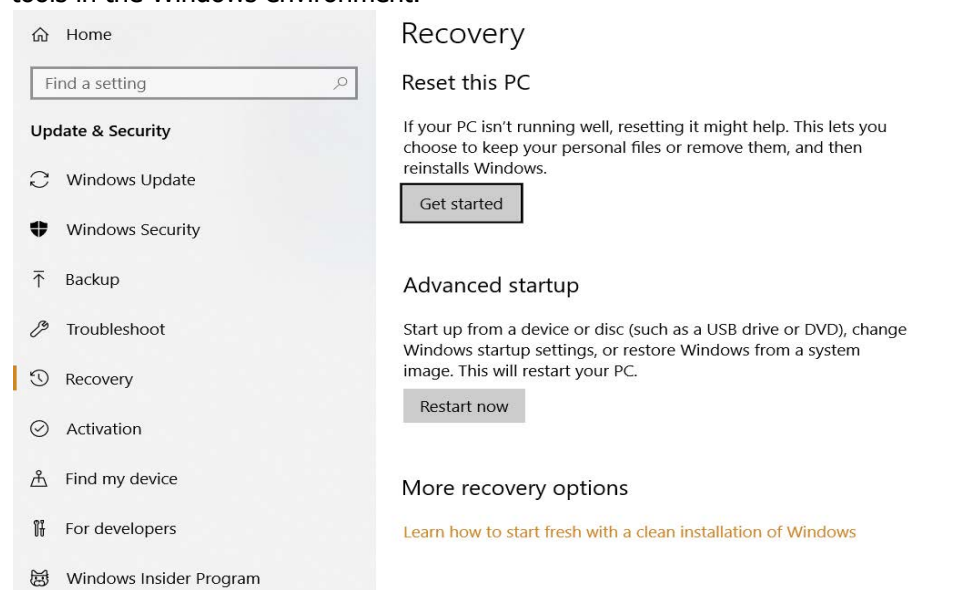 tools in the Windows environment.
Home
Find a setting
Update & Security
Windows Update
Windows Security
Backup
Troubleshoot
Recovery
Activation
Find my device
For developers
Windows Insider Program
Recovery
Reset this PC
If your PC isn't running well, resetting it might help. This lets you
choose to keep your personal files or remove them, and then
reinstalls Windows.
Get started
Advanced startup
Start up from a device or disc (such as a USB drive or DVD), change
Windows startup settings, or restore Windows from a system
image. This will restart your PC.
Restart now
More recovery options
Learn how to start fresh with a clean installation of Windows